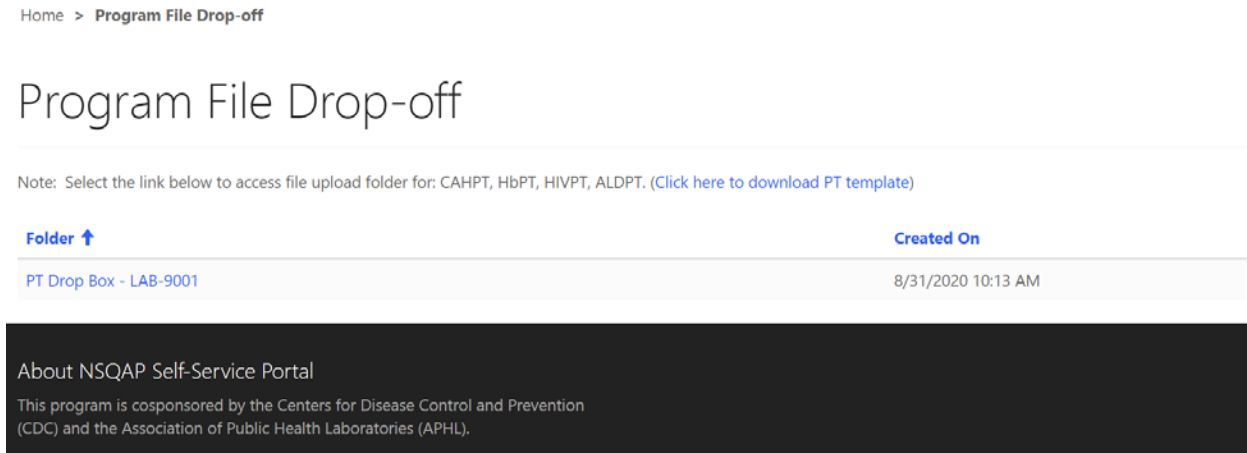 Home > Program File Drop-off
Program File Drop-off
Note: Select the link below to access file upload folder for: CAHPT, HbPT, HIVPT, ALDPT. (Click here to download PT template)
Folder ↑ Created On
PT Drop Box - LAB-9001 8/31/2020 10:13 AM
About NSQAP Self-Service Portal
This program is cosponsored by the Centers for Disease Control and Prevention
(CDC) and the Association of Public Health Laboratories (APHL).